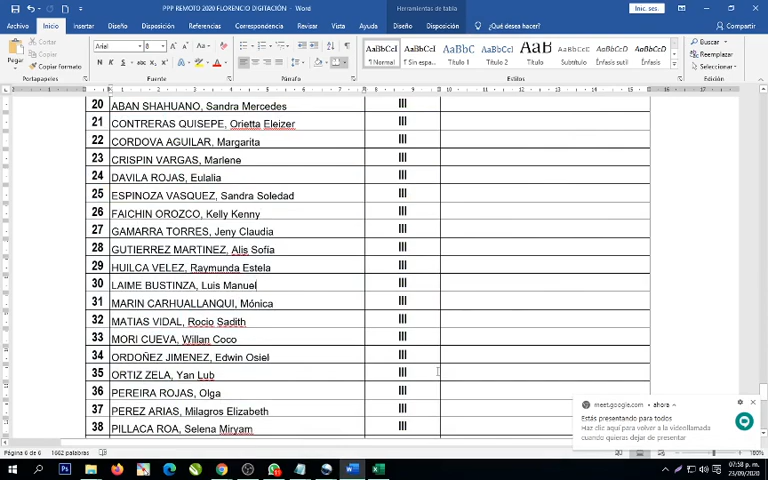 PPP REMOTO 2020 FLORENCIO DIGITACIÓN - Word
Herramientas de tabla
Inic. ses.
Archivo Inicio Insertar Diseño Disposición Referencias Correspondencia Revisar Vista Ayuda Diseño Disposición ¿Qué desea hacer? Compartir
Pegar
Cortar
Copiar
Copiar formato
Portapapeles
Arial 8
Fuente
Párrafo
AaBbCcI AaBbCcI AaBbC AaBbCcI AaB AaBbCcD AaBbCcI AaBbCcI
¶ Normal ¶ Sin espa... Título 1 Título 2 Título Subtítulo Énfasis sutil Énfasis
Estilos
Buscar
Reemplazar
Seleccionar
Edición
20 ABAN SHAHUANO, Sandra Mercedes III
21 CONTRERAS QUISEPE, Orietta Eleizer III
22 CORDOVA AGUILAR, Margarita III
23 CRISPIN VARGAS, Marlene III
24 DAVILA ROJAS, Eulalia III
25 ESPINOZA VASQUEZ, Sandra Soledad III
26 FAICHIN OROZCO, Kelly Kenny III
27 GAMARRA TORRES, Jeny Claudia III
28 GUTIERREZ MARTINEZ, Alis Sofia III
29 HUILCA VELEZ, Raymunda Estela III
30 LAIME BUSTINZA, Luis Manuel III
31 MARIN CARHUALLANQUI, Mónica III
32 MATIAS VIDAL, Rocio Sadith III
33 MORI CUEVA, Willan Coco III
34 ORDOÑEZ JIMENEZ, Edwin Osiel III
35 ORTIZ ZELA, Yan Lub III
36 PEREIRA ROJAS, Olga III
37 PEREZ ARIAS, Milagros Elizabeth III
38 PILLACA ROA, Selena Miryam III
meet.google.com • ahora
Estás presentando para todos
Haz clic aquí para volver a la videollamada
cuando quieras dejar de presentar
Página 6 de 6 1682 palabras
160%
07:58 p. m.
23/09/2020